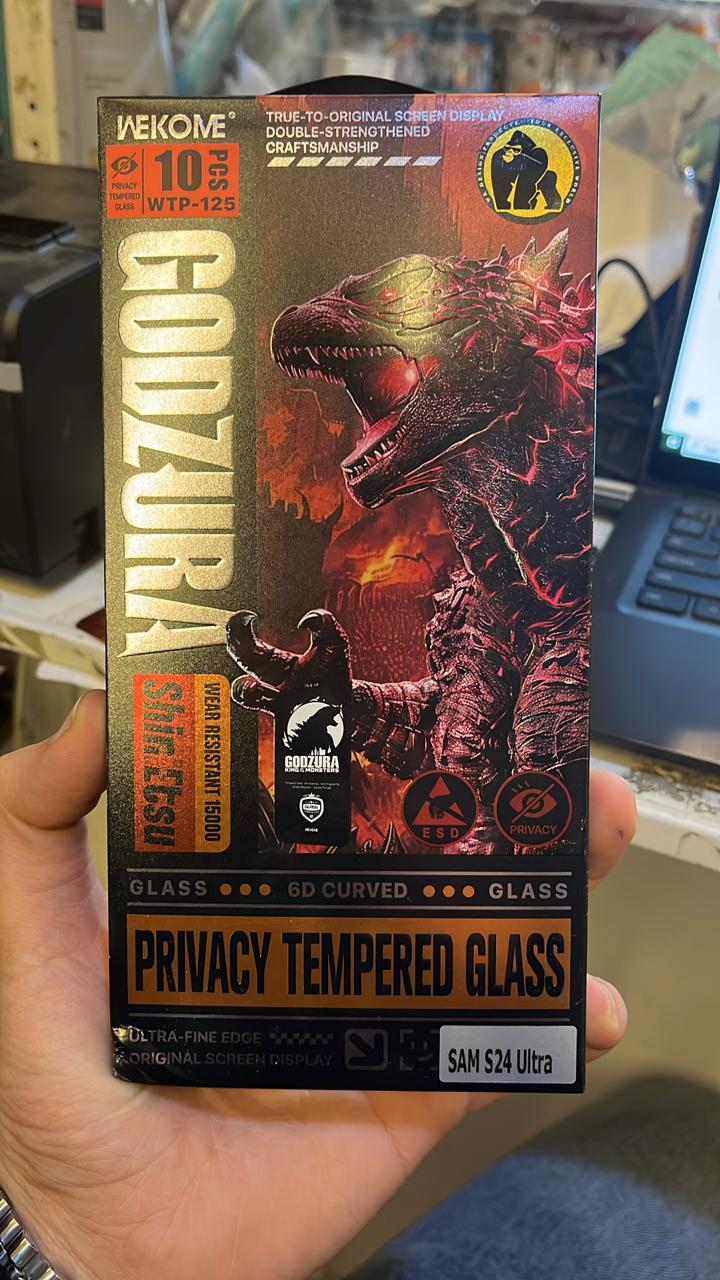 WEKOME®
TRUE-TO-ORIGINAL SCREEN DISPLAY
DOUBLE-STRENGTHENED
CRAFTSMANSHIP
PRIVACY
TEMPERED
GLASS
10 PCS
WTP-125
GODZURA
Shin Etsu
WEAR RESISTANT 15000
GODZURA
KING OF THE MONSTERS
ESD
PRIVACY
GLASS 6D CURVED GLASS
PRIVACY TEMPERED GLASS
ULTRA-FINE EDGE
ORIGINAL SCREEN DISPLAY
SAM S24 Ultra